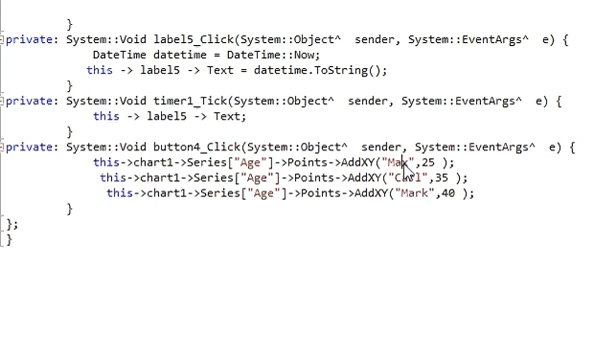 }
private: System::Void label5_Click(System::Object^  sender, System::EventArgs^  e) {
DateTime datetime = DateTime::Now;
this -> label5 -> Text = datetime.ToString();
}
private: System::Void timer1_Tick(System::Object^  sender, System::EventArgs^  e) {
this -> label5 -> Text;
}
private: System::Void button4_Click(System::Object^  sender, System::EventArgs^  e) {
this->chart1->Series["Age"]->Points->AddXY("Max",25 );
this->chart1->Series["Age"]->Points->AddXY("Carl",35 );
this->chart1->Series["Age"]->Points->AddXY("Mark",40 );
}
};
}